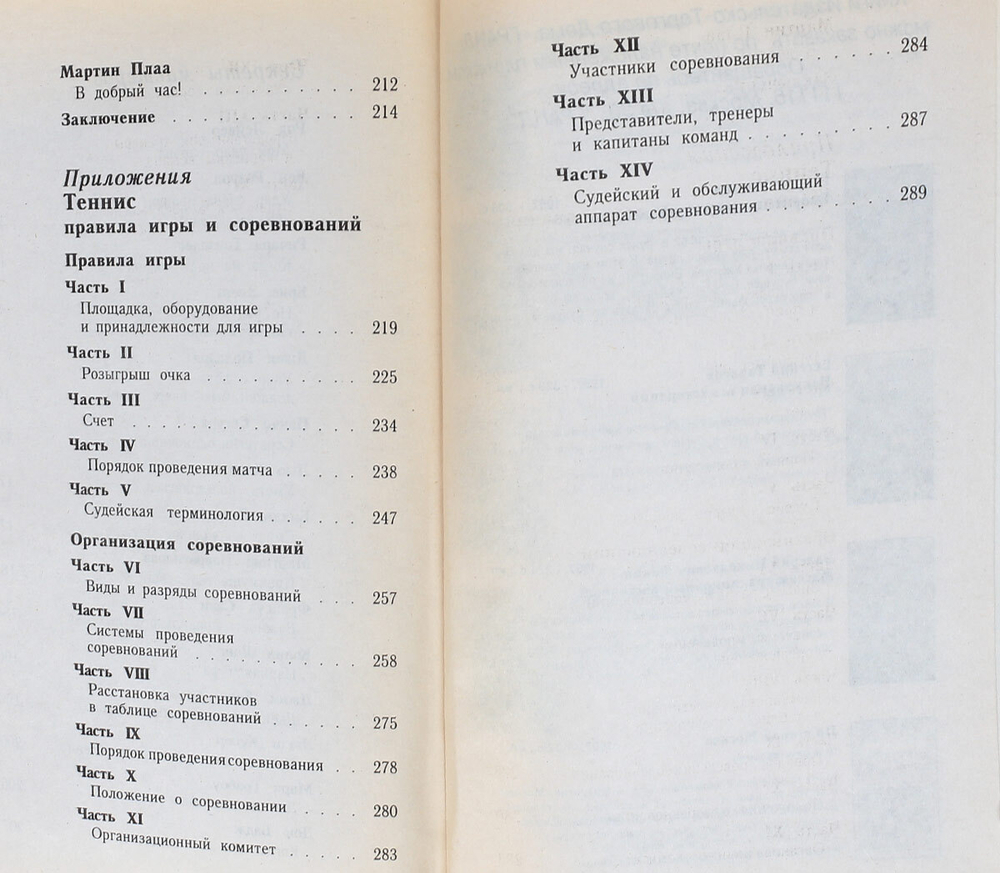 Мартин Плаа
В добрый час! . . . . . . . . . . 212
Заключение . . . . . . . . . . . . 214
Приложения
Теннис
правила игры и соревнований
Правила игры
Часть I
Площадка, оборудование
и принадлежности для игры . . . . 219
Часть II
Розыгрыш очка . . . . . . . . . . 225
Часть III
Счет . . . . . . . . . . . . . . . 234
Часть IV
Порядок проведения матча . . . . . 238
Часть V
Судейская терминология . . . . . . 247
Организация соревнований
Часть VI
Виды и разряды соревнований . . . 257
Часть VII
Системы проведения
соревнований . . . . . . . . . . . 258
Часть VIII
Расстановка участников
в таблице соревнований . . . . . . 275
Часть IX
Порядок проведения соревнования . . 278
Часть X
Положение о соревновании . . . . 280
Часть XI
Организационный комитет . . . . . 283
Часть XII
Участники соревнования . . . . . . 284
Часть XIII
Представители, тренеры
и капитаны команд . . . . . . . . . 287
Часть XIV
Судейский и обслуживающий
аппарат соревнования . . . . . . . . 289